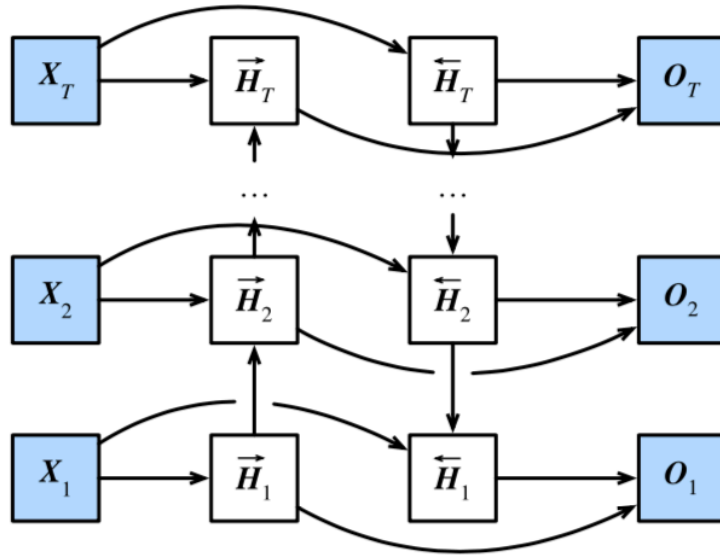 X_T →H_T ←H_T O_T
... ...
X_2 →H_2 ←H_2 O_2
X_1 →H_1 ←H_1 O_1